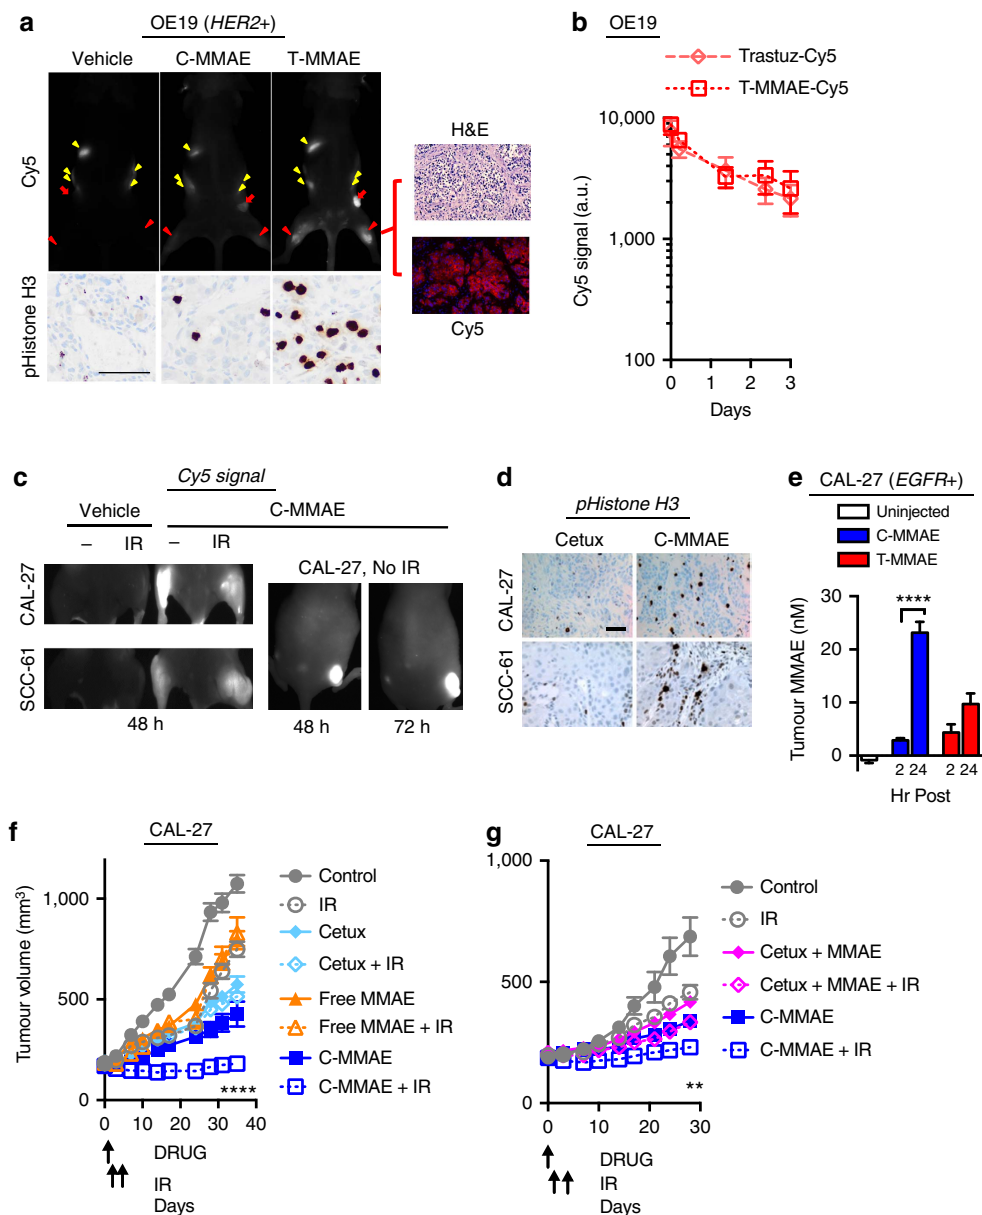 a
OE19 (HER2+)
Vehicle C-MMAE T-MMAE
Cy5
H&E
pHistone H3
Cy5
b OE19
Trastuz-Cy5
T-MMAE-Cy5
Cy5 signal (a.u.)
10,000
1,000
100
0 1 2 3
Days
c
Cy5 signal
Vehicle C-MMAE
– IR – IR
CAL-27, No IR
CAL-27
SCC-61
48 h 48 h 72 h
d
pHistone H3
Cetux C-MMAE
CAL-27
SCC-61
e CAL-27 (EGFR+)
Uninjected
C-MMAE
T-MMAE
Tumour MMAE (nM)
30
20
10
0
****
2 24 2 24
Hr Post
f CAL-27
Tumour volume (mm³)
1,000
500
0
0 10 20 30 40
****
Control
IR
Cetux
Cetux + IR
Free MMAE
Free MMAE + IR
C-MMAE
C-MMAE + IR
DRUG
IR
Days
g CAL-27
1,000
500
0
0 10 20 30
**
Control
IR
Cetux + MMAE
Cetux + MMAE + IR
C-MMAE
C-MMAE + IR
DRUG
IR
Days